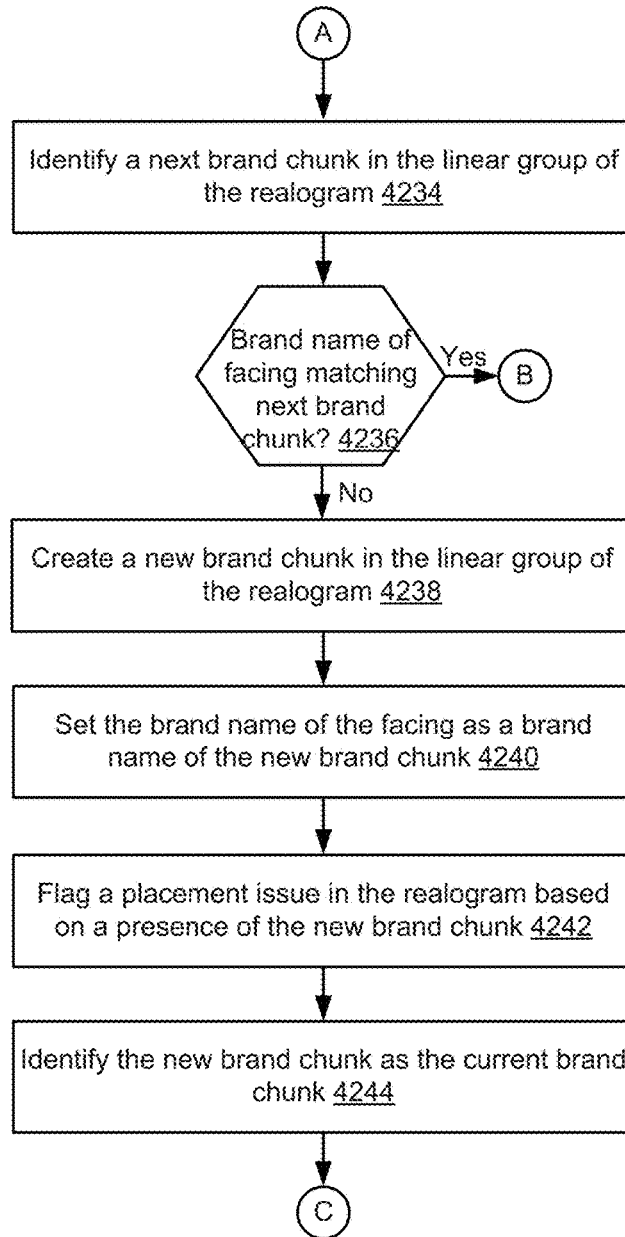 A
Identify a next brand chunk in the linear group of
the realogram 4234
Brand name of
facing matching
next brand
chunk? 4236
Yes
B
No
Create a new brand chunk in the linear group of
the realogram 4238
Set the brand name of the facing as a brand
name of the new brand chunk 4240
Flag a placement issue in the realogram based
on a presence of the new brand chunk 4242
Identify the new brand chunk as the current brand
chunk 4244
C